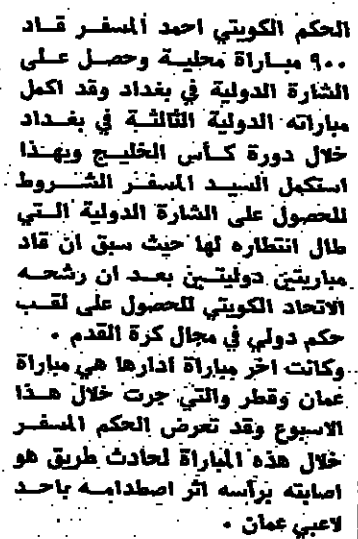 الحكم الكويتي احمد المسفر قاد
٩٠٠ مباراة محلية وحصل على
الشارة الدولية في بغداد وقد اكمل
مباراته الدولية الثالثة في بغداد
خلال دورة كأس الخليج وبهذا
استكمل السيد المسفر الشروط
للحصول على الشارة الدولية التي
طال انتظاره لها حيث سبق ان قاد
مباريتين دوليتين بعد ان رشحه
الاتحاد الكويتي للحصول على لقب
حكم دولي في مجال كرة القدم .
وكانت اخر مباراة ادارها هي مباراة
عمان وقطر والتي جرت خلال هذا
الاسبوع وقد تعرض الحكم المسفر
خلال هذه المباراة لحادث طريق هو
اصابته برأسه اثر اصطدامه باحد
لاعبي عمان .